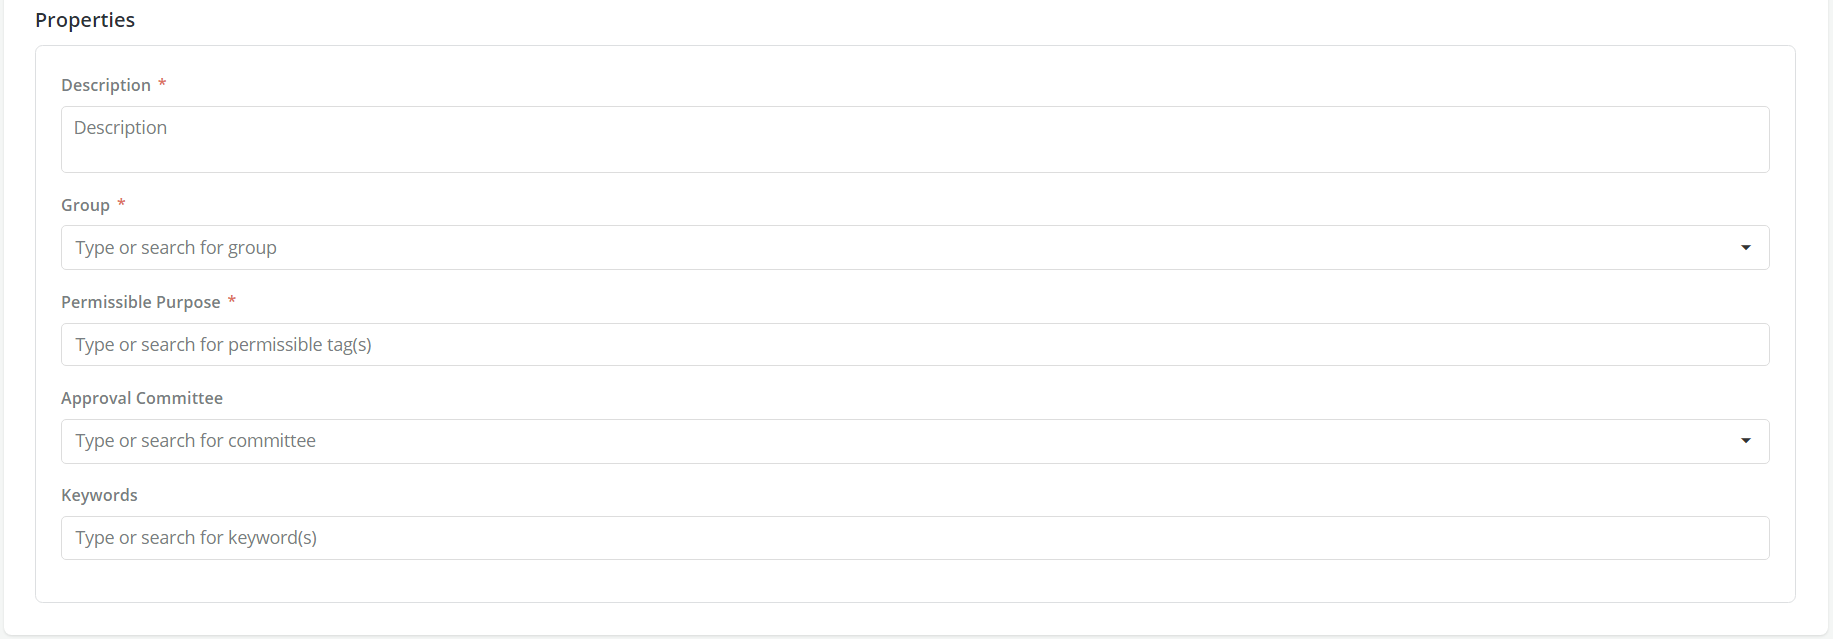 Properties
Description *
Description
Group *
Type or search for group
Permissible Purpose *
Type or search for permissible tag(s)
Approval Committee
Type or search for committee
Keywords
Type or search for keyword(s)